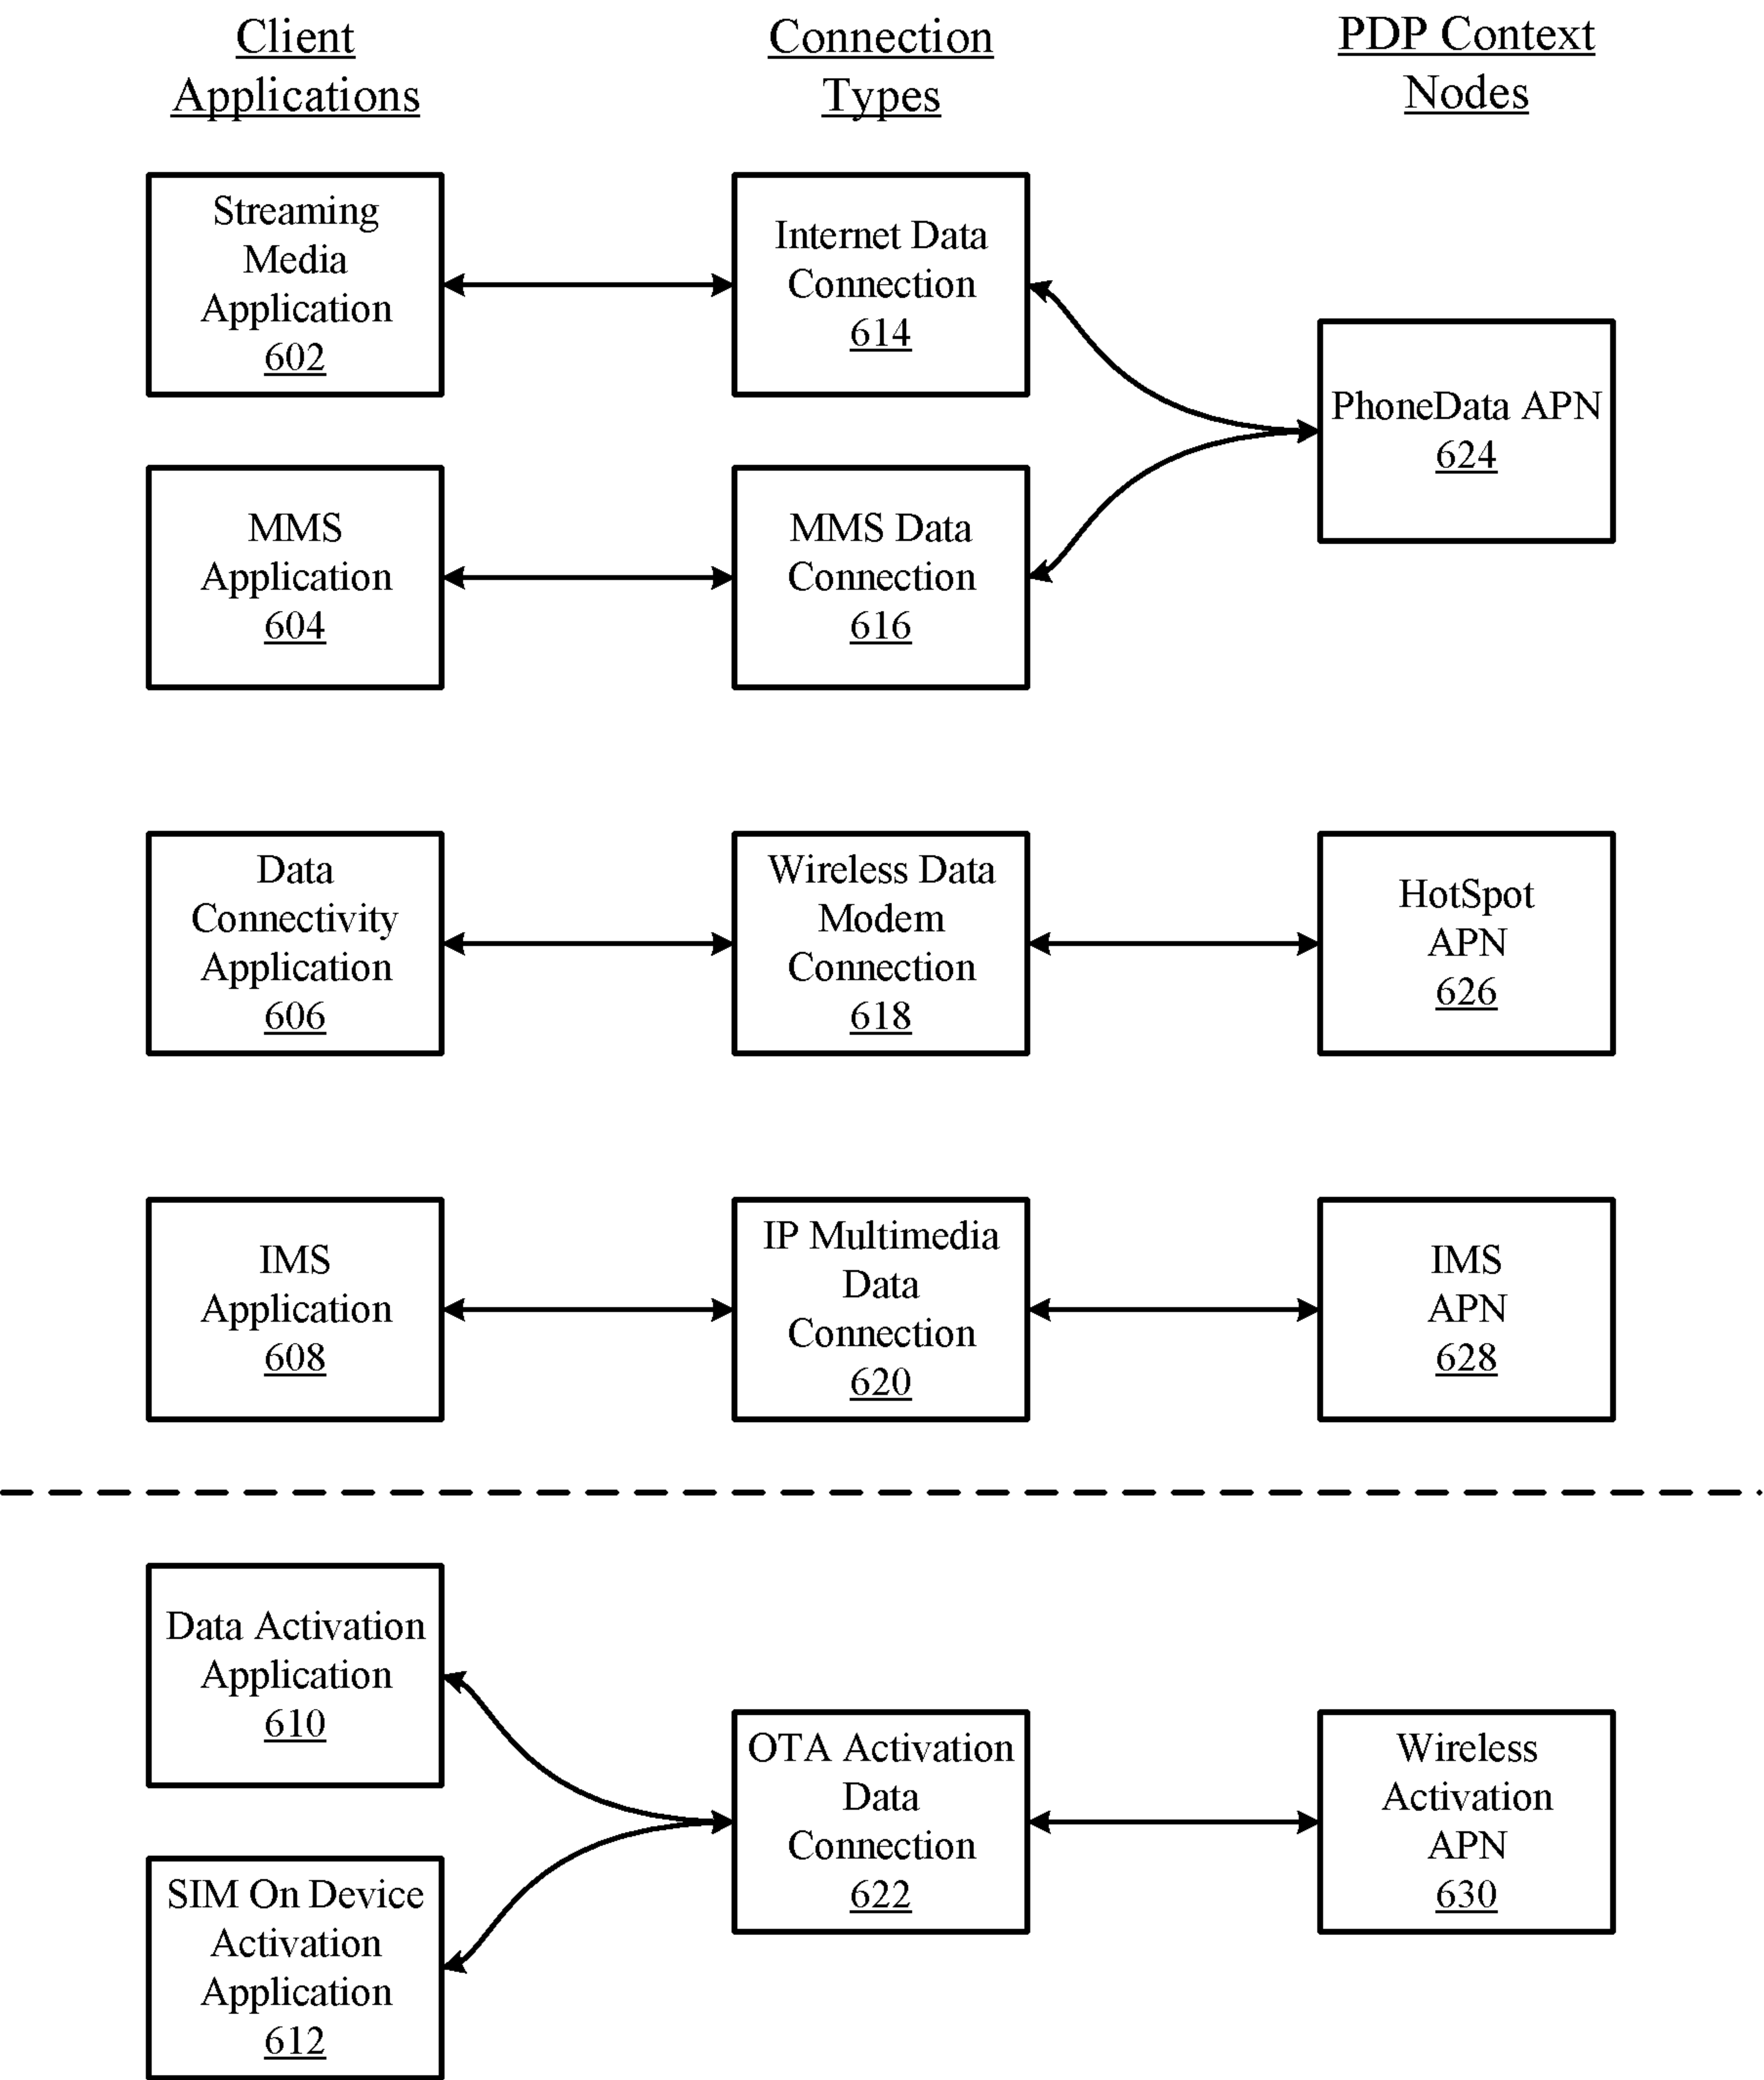 Client
Applications
Connection
Types
PDP Context
Nodes
Streaming
Media
Application
602
Internet Data
Connection
614
PhoneData APN
624
MMS
Application
604
MMS Data
Connection
616
Data
Connectivity
Application
606
Wireless Data
Modem
Connection
618
HotSpot
APN
626
IMS
Application
608
IP Multimedia
Data
Connection
620
IMS
APN
628
Data Activation
Application
610
OTA Activation
Data
Connection
622
Wireless
Activation
APN
630
SIM On Device
Activation
Application
612